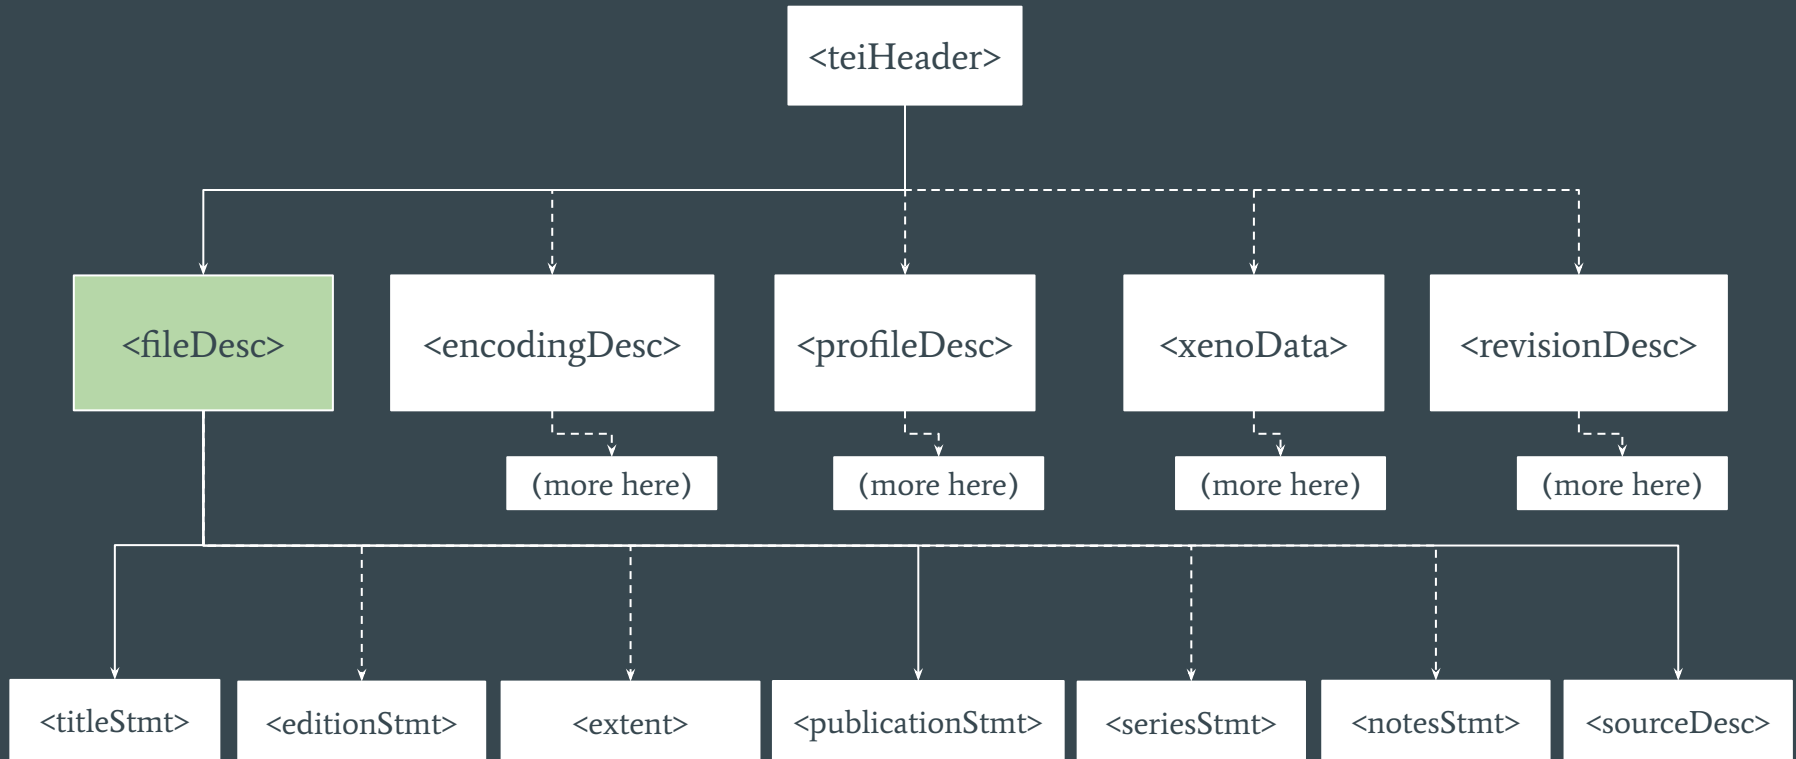 <teiHeader>
<fileDesc>
<encodingDesc>
<profileDesc>
<xenoData>
<revisionDesc>
(more here)
(more here)
(more here)
(more here)
<titleStmt>
<editionStmt>
<extent>
<publicationStmt>
<seriesStmt>
<notesStmt>
<sourceDesc>